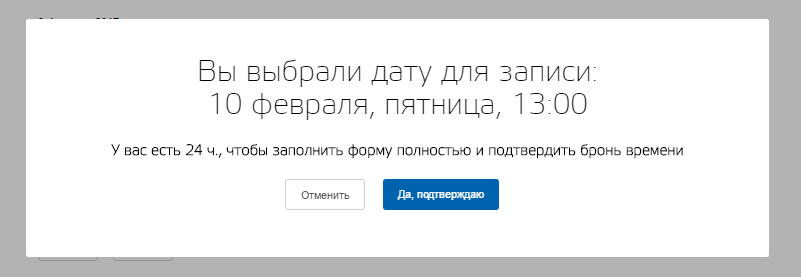 Вы выбрали дату для записи:
10 февраля, пятница, 13:00
У вас есть 24 ч., чтобы заполнить форму полностью и подтвердить бронь времени
Отменить
Да, подтверждаю